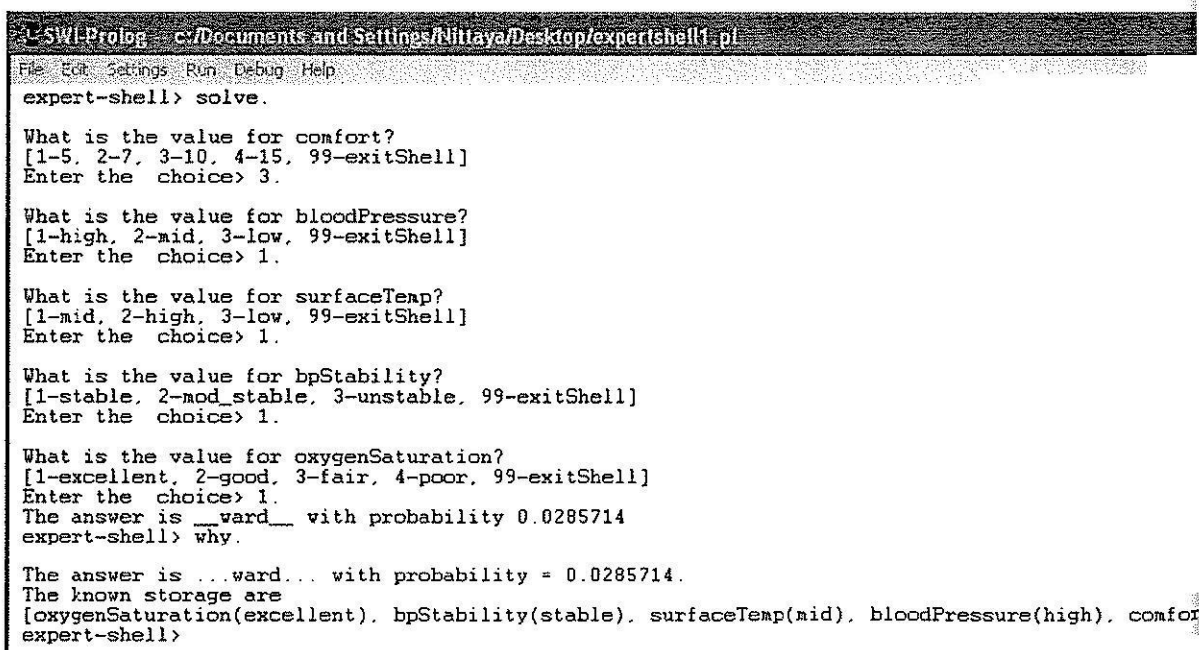 SWI-Prolog -- c:/Documents and Settings/Nittaya/Desktop/expertshell1.pl
File Edit Settings Run Debug Help
expert-shell> solve.
What is the value for comfort?
[1-5, 2-7, 3-10, 4-15, 99-exitShell]
Enter the  choice> 3.
What is the value for bloodPressure?
[1-high, 2-mid, 3-low, 99-exitShell]
Enter the  choice> 1.
What is the value for surfaceTemp?
[1-mid, 2-high, 3-low, 99-exitShell]
Enter the  choice> 1.
What is the value for bpStability?
[1-stable, 2-mod_stable, 3-unstable, 99-exitShell]
Enter the  choice> 1.
What is the value for oxygenSaturation?
[1-excellent, 2-good, 3-fair, 4-poor, 99-exitShell]
Enter the  choice> 1.
The answer is __ward__ with probability 0.0285714
expert-shell> why.
The answer is ...ward... with probability = 0.0285714.
The known storage are
[oxygenSaturation(excellent), bpStability(stable), surfaceTemp(mid), bloodPressure(high), comfor
expert-shell>